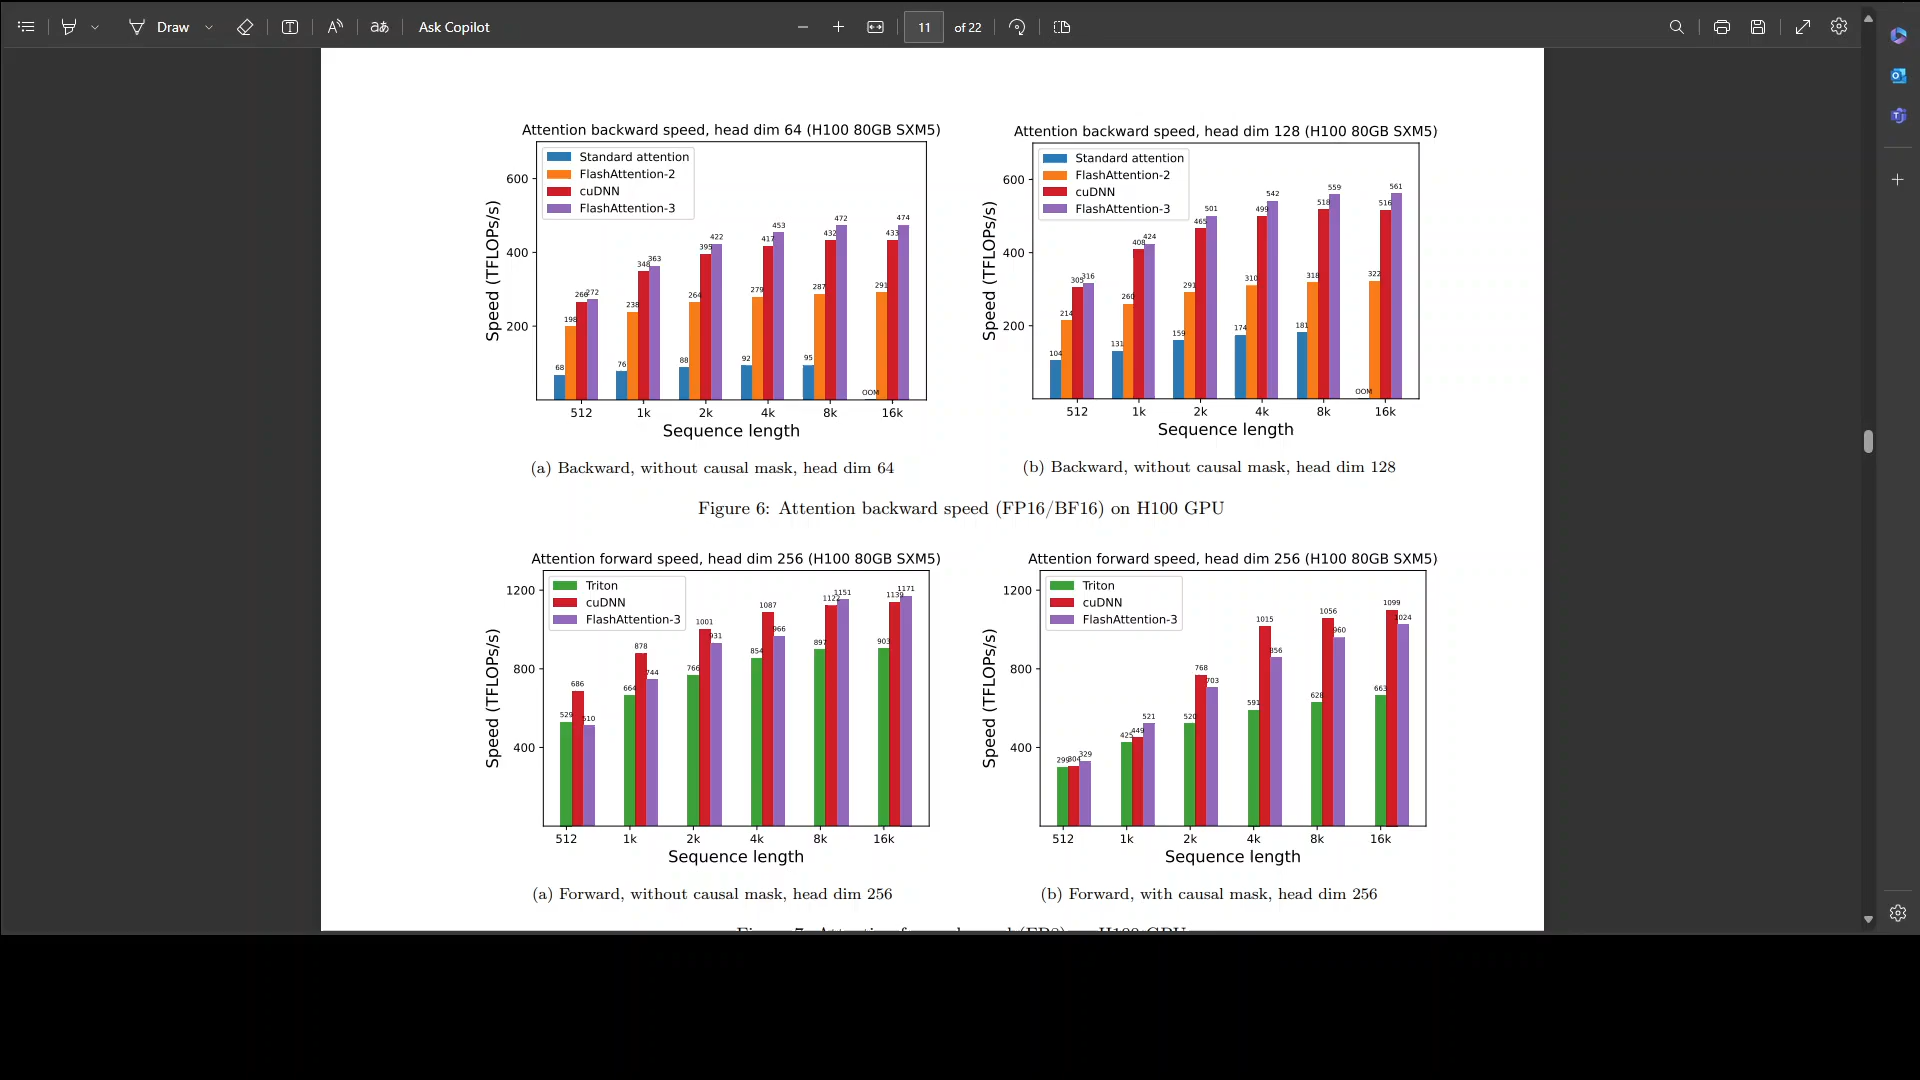 Draw
Ask Copilot
11 of 22
Attention backward speed, head dim 64 (H100 80GB SXM5)
Standard attention
FlashAttention-2
cuDNN
FlashAttention-3
Speed (TFLOPs/s)
600
400
200
68 198 266 272
76 238 348 363
88 264 395 422
92 279 417 453
95 287 432 472
OOM 291 433 474
512 1k 2k 4k 8k 16k
Sequence length
(a) Backward, without causal mask, head dim 64
Attention backward speed, head dim 128 (H100 80GB SXM5)
Standard attention
FlashAttention-2
cuDNN
FlashAttention-3
Speed (TFLOPs/s)
600
400
200
104 214 305 316
131 260 408 424
159 291 465 501
174 310 499 542
181 318 518 559
OOM 322 516 561
512 1k 2k 4k 8k 16k
Sequence length
(b) Backward, without causal mask, head dim 128
Figure 6: Attention backward speed (FP16/BF16) on H100 GPU
Attention forward speed, head dim 256 (H100 80GB SXM5)
Triton
cuDNN
FlashAttention-3
Speed (TFLOPs/s)
1200
800
400
529 686 510
664 878 744
766 1001 931
854 1087 966
897 1122 1151
903 1139 1171
512 1k 2k 4k 8k 16k
Sequence length
(a) Forward, without causal mask, head dim 256
Attention forward speed, head dim 256 (H100 80GB SXM5)
Triton
cuDNN
FlashAttention-3
Speed (TFLOPs/s)
1200
800
400
299 304 329
425 449 521
520 768 703
591 1015 856
628 1056 960
663 1099 1024
512 1k 2k 4k 8k 16k
Sequence length
(b) Forward, with causal mask, head dim 256